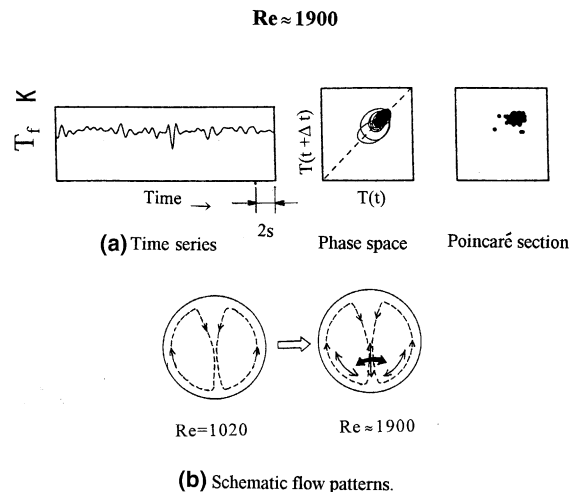 Re ≈ 1900
T_f K
T(t + Δ t)
Time →
T(t)
2s
(a) Time series
Phase space
Poincaré section
Re=1020
Re ≈ 1900
(b) Schematic flow patterns.